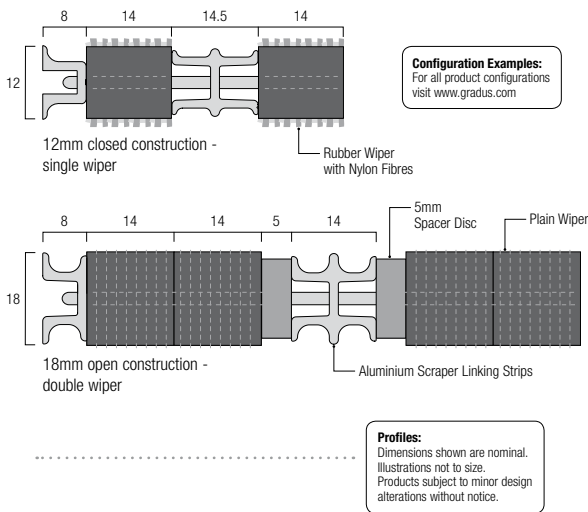 8 14 14.5 14
12
12mm closed construction -
single wiper
Rubber Wiper
with Nylon Fibres
Configuration Examples:
For all product configurations
visit www.gradus.com
8 14 14 5 14
5mm
Spacer Disc
Plain Wiper
18
18mm open construction -
double wiper
Aluminium Scraper Linking Strips
Profiles:
Dimensions shown are nominal.
Illustrations not to size.
Products subject to minor design
alterations without notice.